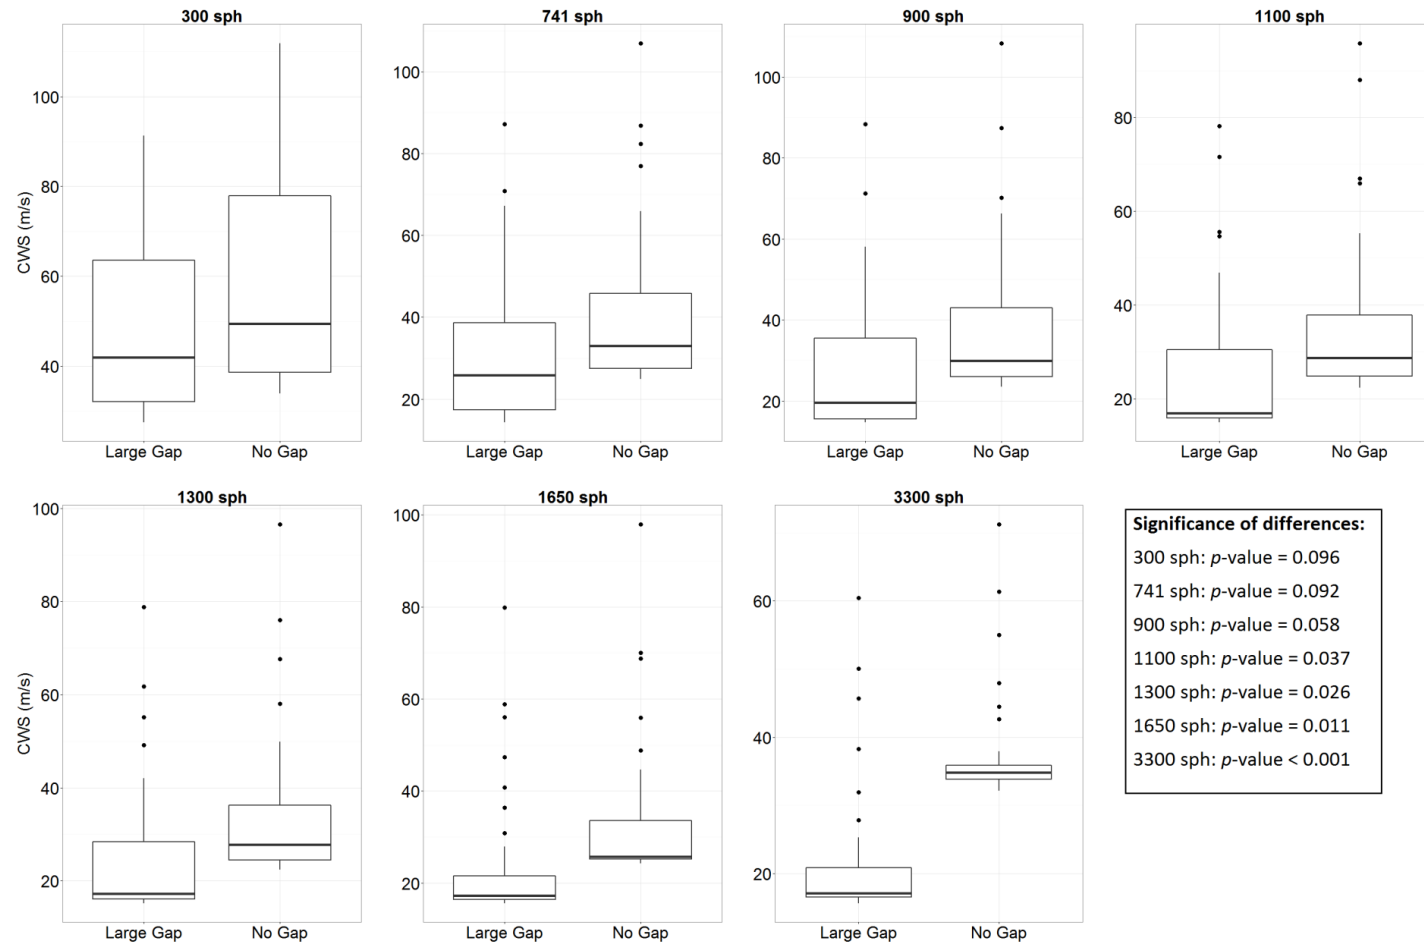 300 sph
741 sph
900 sph
1100 sph
CWS (m/s)
100
80
60
40
100
80
60
40
20
100
80
60
40
20
80
60
40
20
Large Gap
No Gap
Large Gap
No Gap
Large Gap
No Gap
Large Gap
No Gap
1300 sph
1650 sph
3300 sph
CWS (m/s)
100
80
60
40
20
100
80
60
40
20
60
40
20
Large Gap
No Gap
Large Gap
No Gap
Large Gap
No Gap
Significance of differences:
300 sph: p-value = 0.096
741 sph: p-value = 0.092
900 sph: p-value = 0.058
1100 sph: p-value = 0.037
1300 sph: p-value = 0.026
1650 sph: p-value = 0.011
3300 sph: p-value < 0.001